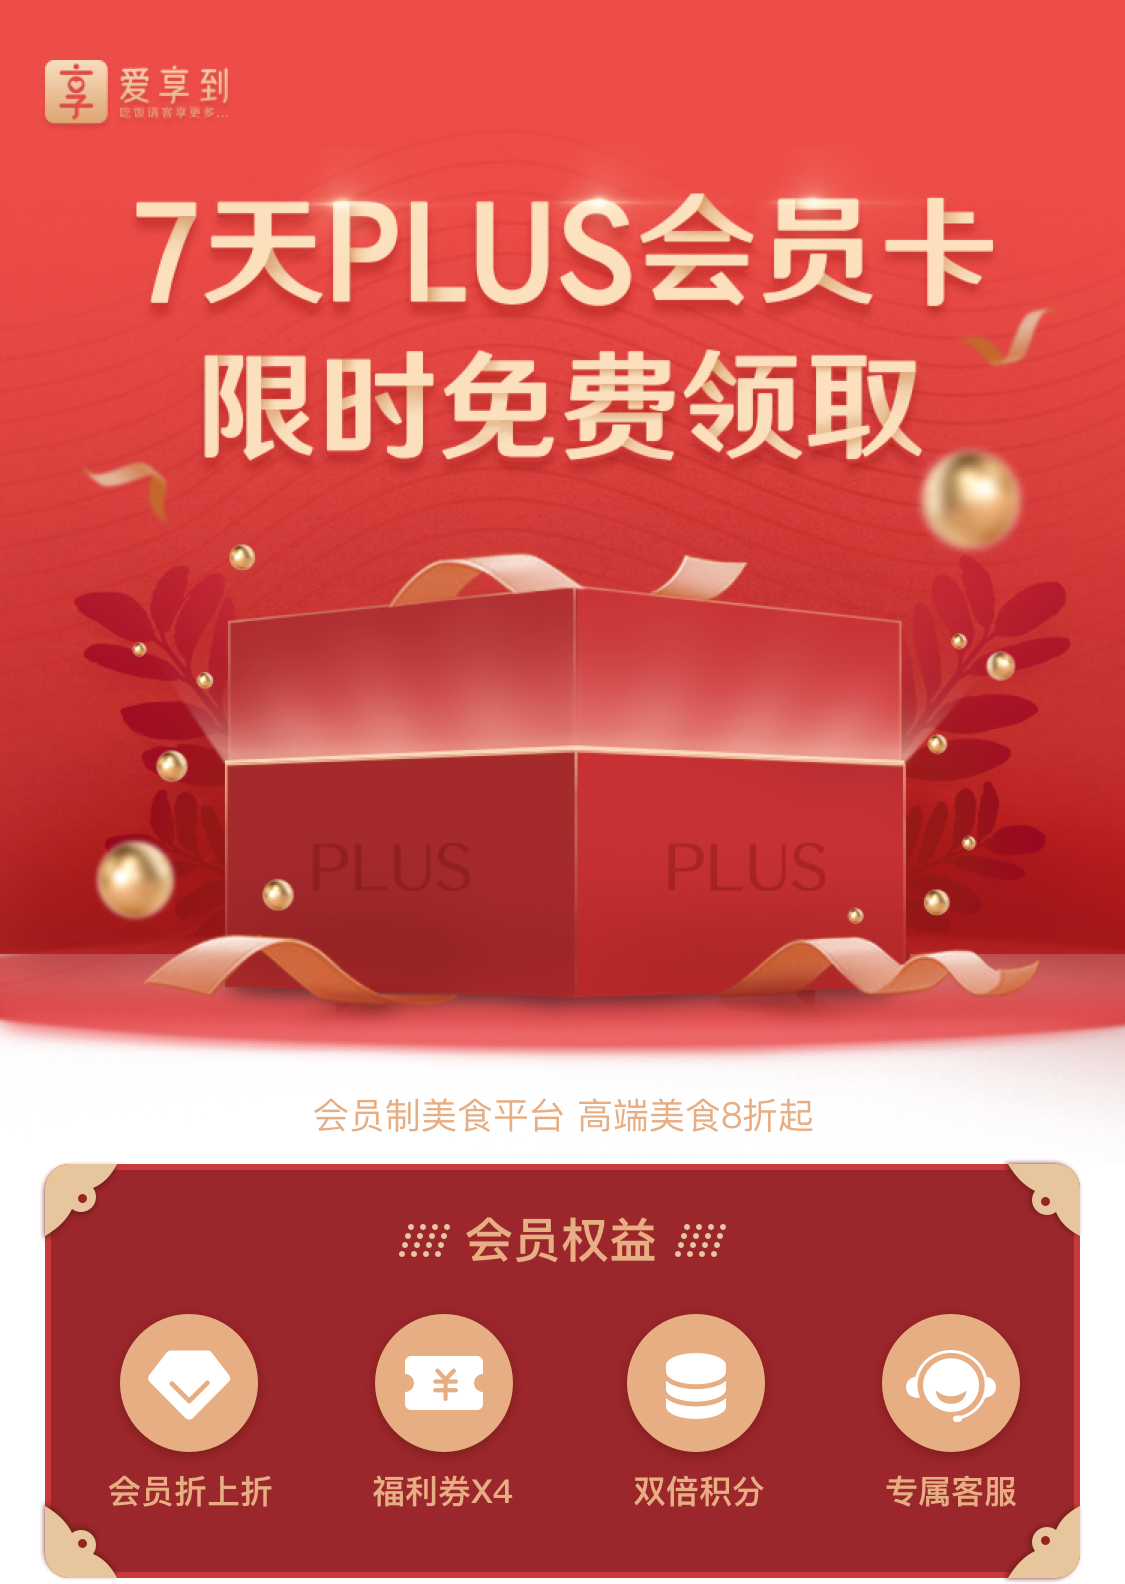 享 爱享到
吃饭请客享更多...
7天PLUS会员卡
限时免费领取
PLUS PLUS
会员制美食平台 高端美食8折起
会员权益
¥
会员折上折 福利券X4 双倍积分 专属客服